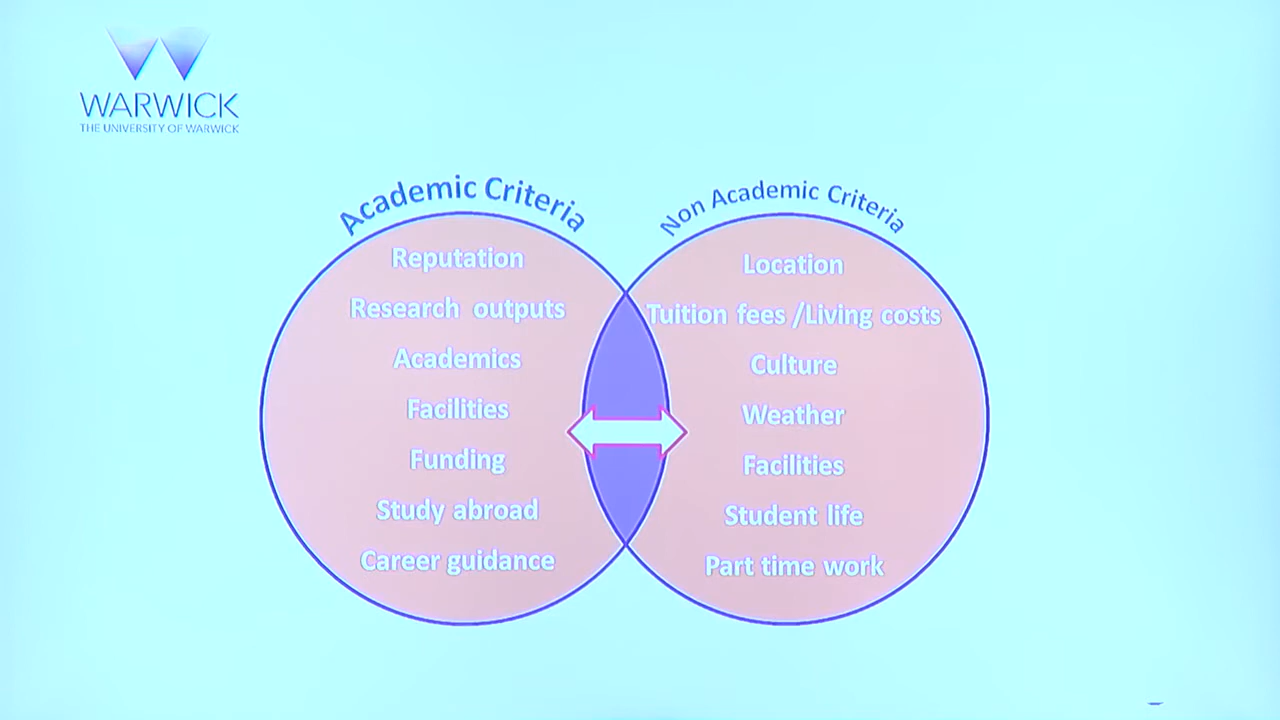 WARWICK
THE UNIVERSITY OF WARWICK
Academic Criteria
Reputation
Research outputs
Academics
Facilities
Funding
Study abroad
Career guidance
Non Academic Criteria
Location
Tuition fees /Living costs
Culture
Weather
Facilities
Student life
Part time work